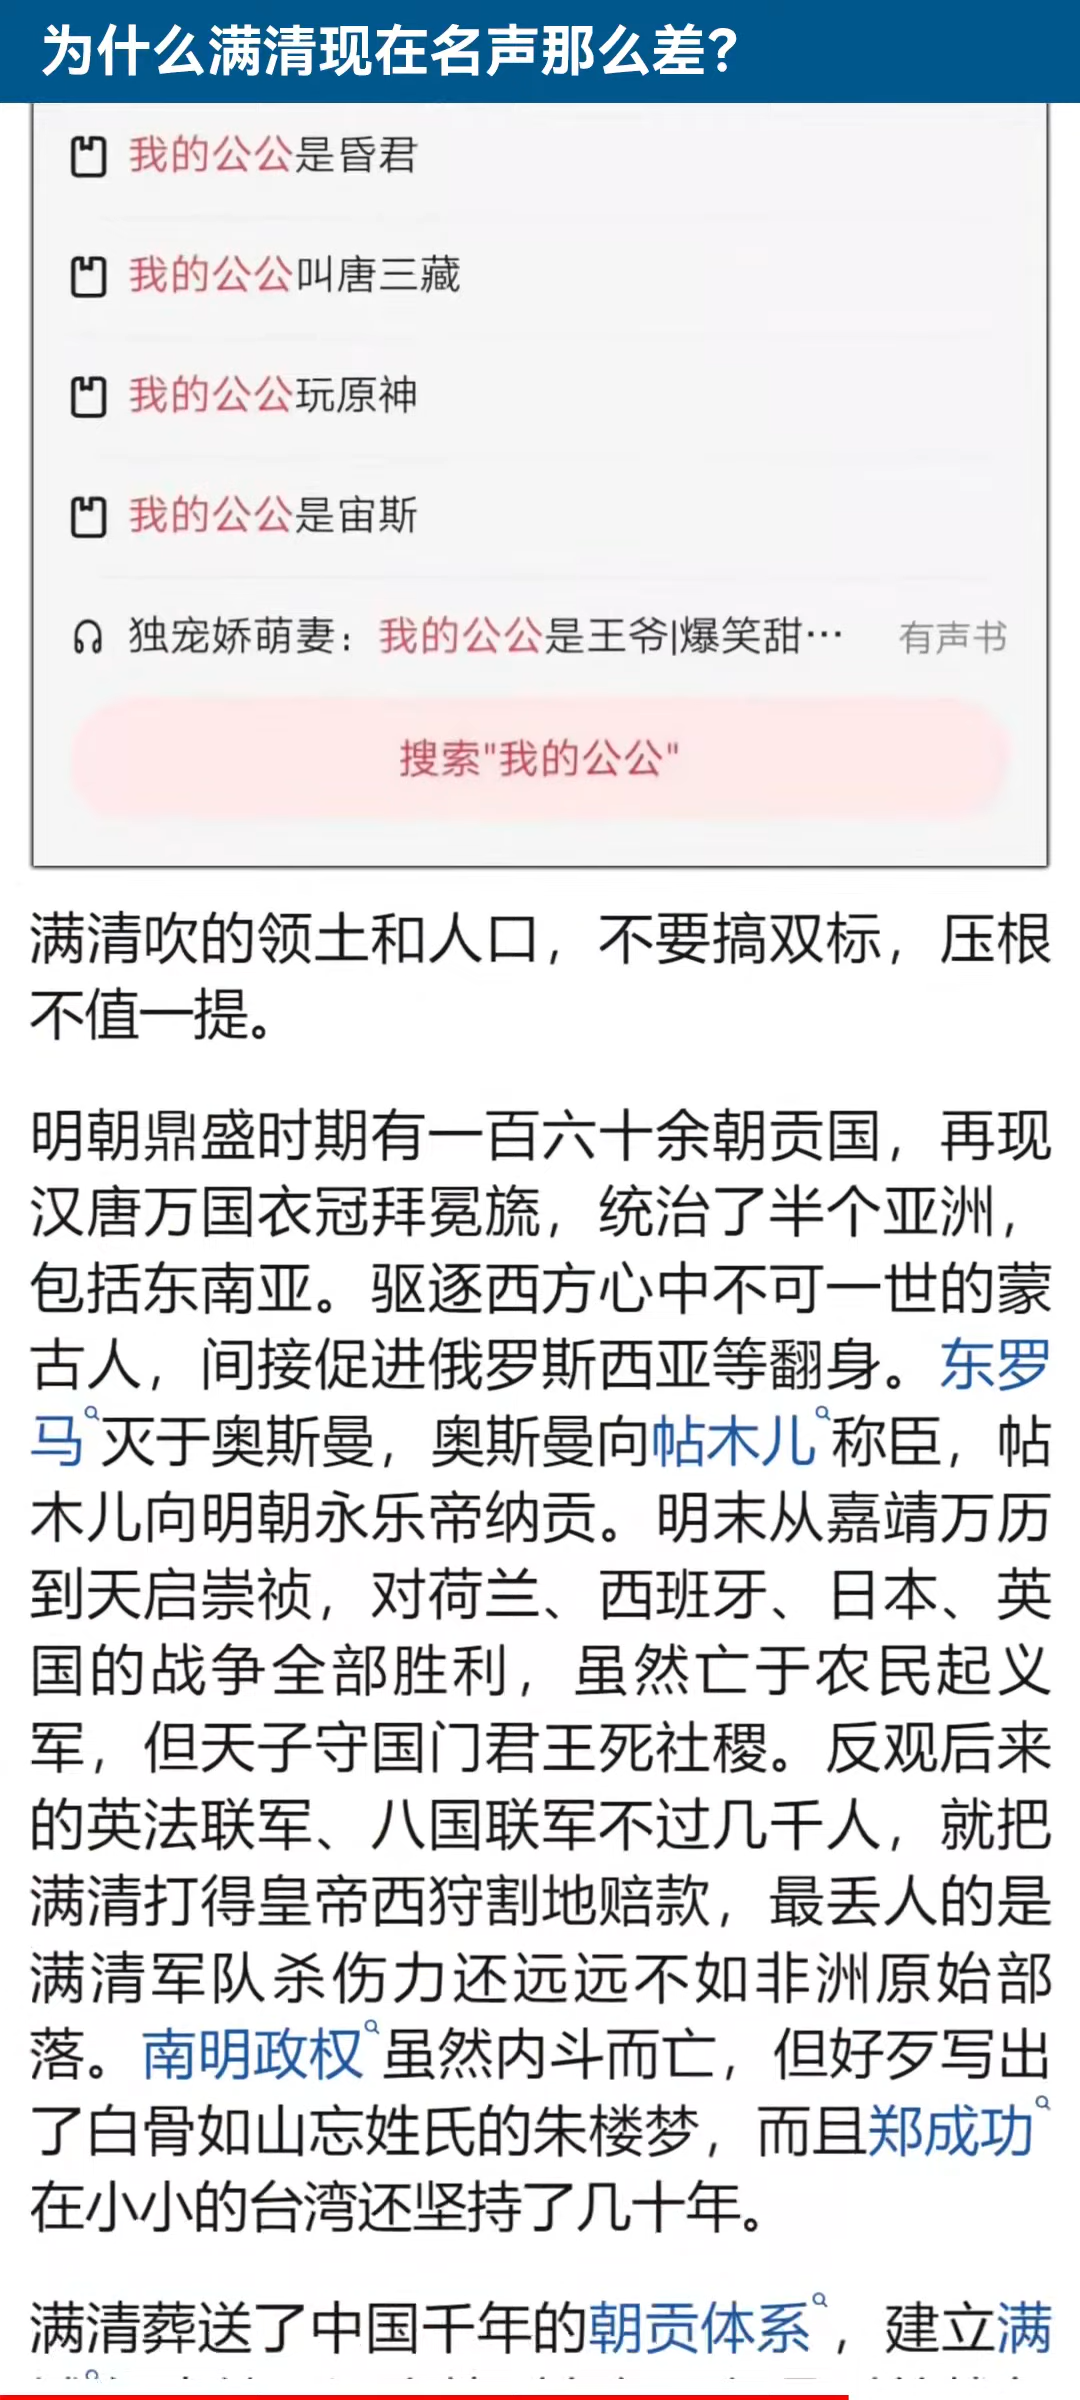 为什么满清现在名声那么差？
我的公公是昏君
我的公公叫唐三藏
我的公公玩原神
我的公公是宙斯
独宠娇萌妻：我的公公是王爷|爆笑甜… 有声书
搜索"我的公公"
满清吹的领土和人口，不要搞双标，压根
不值一提。
明朝鼎盛时期有一百六十余朝贡国，再现
汉唐万国衣冠拜冕旒，统治了半个亚洲，
包括东南亚。驱逐西方心中不可一世的蒙
古人，间接促进俄罗斯西亚等翻身。东罗
马灭于奥斯曼，奥斯曼向帖木儿称臣，帖
木儿向明朝永乐帝纳贡。明末从嘉靖万历
到天启崇祯，对荷兰、西班牙、日本、英
国的战争全部胜利，虽然亡于农民起义
军，但天子守国门君王死社稷。反观后来
的英法联军、八国联军不过几千人，就把
满清打得皇帝西狩割地赔款，最丢人的是
满清军队杀伤力还远远不如非洲原始部
落。南明政权虽然内斗而亡，但好歹写出
了白骨如山忘姓氏的朱楼梦，而且郑成功
在小小的台湾还坚持了几十年。
满清葬送了中国千年的朝贡体系，建立满